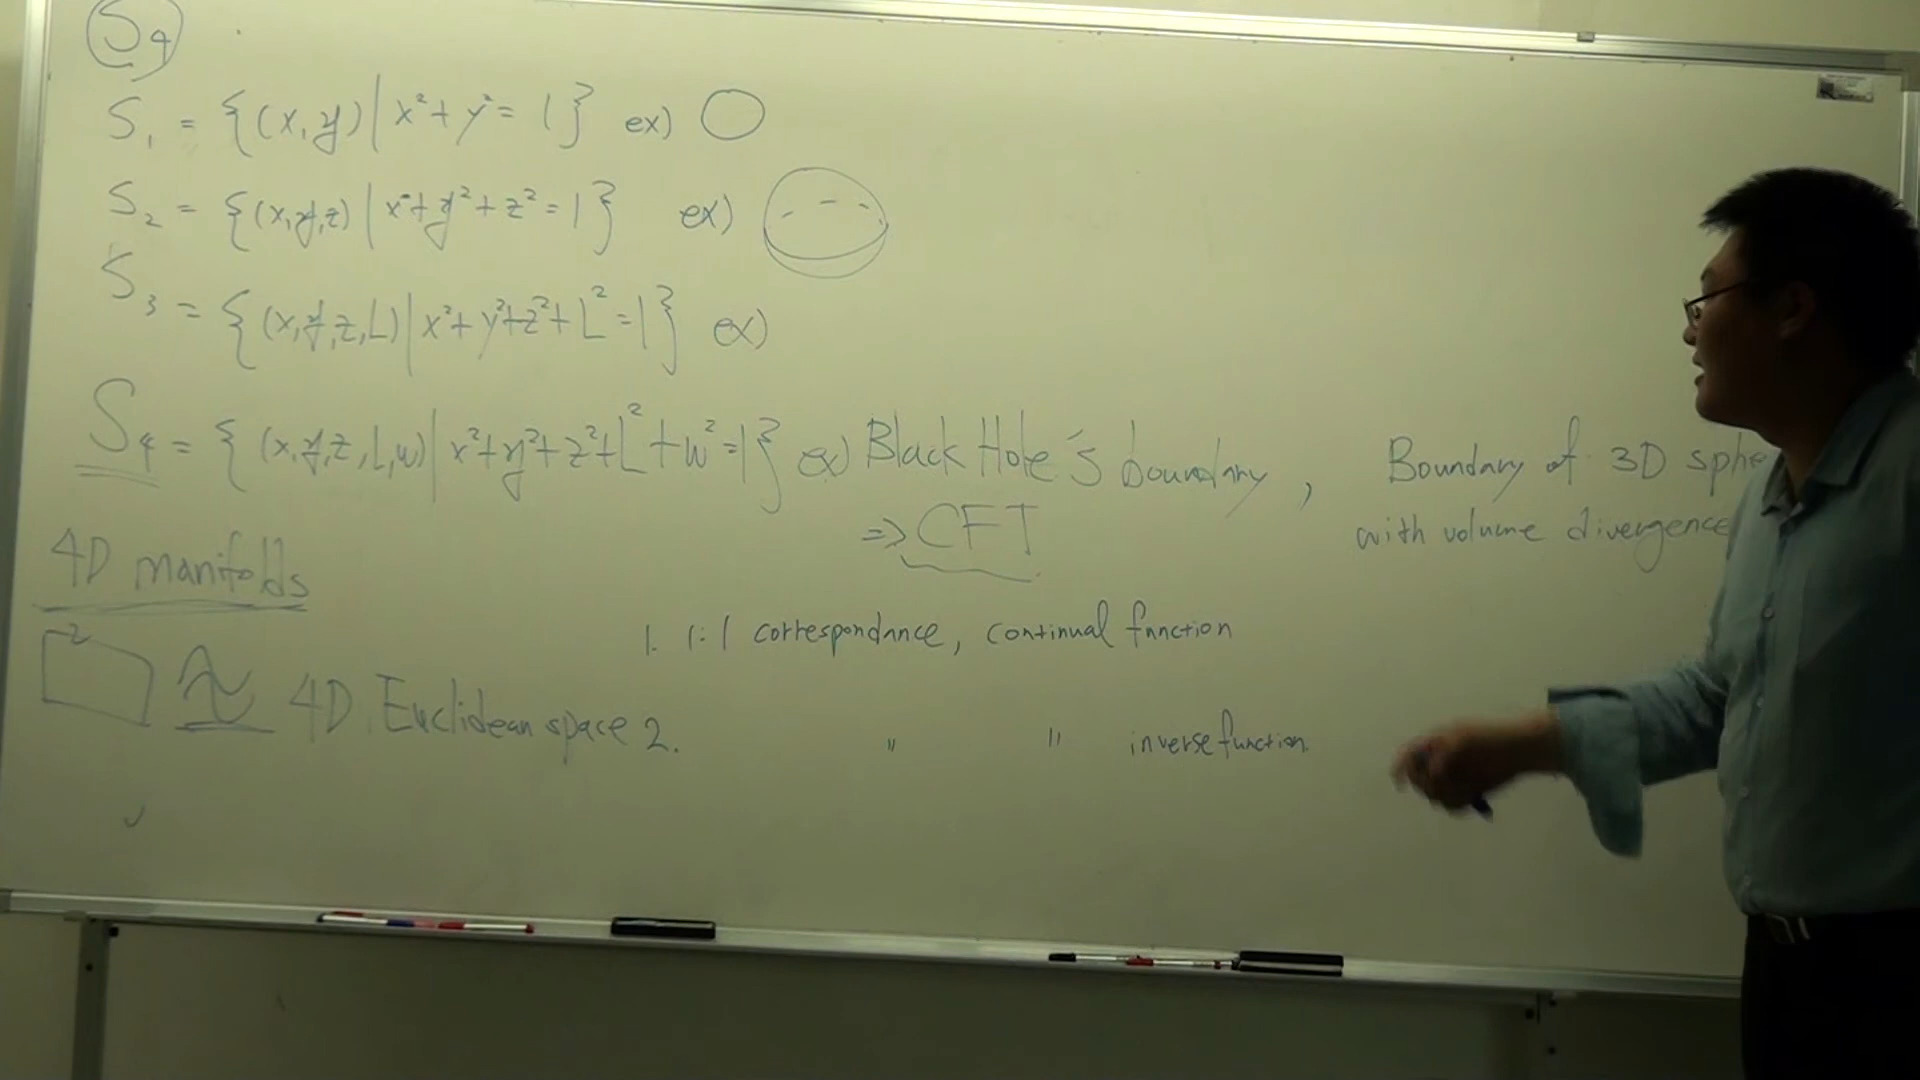 S₄
S₁ = {(x,y) | x²+y²=1} ex)
S₂ = {(x,y,z) | x²+y²+z²=1} ex)
S₃ = {(x,y,z,L) | x²+y²+z²+L²=1} ex)
S₄ = {(x,y,z,L,w) | x²+y²+z²+L²+w²=1} ex) Black Hole's boundary, Boundary of 3D sphe
with volume divergence
⇒ CFT
4D manifolds
1. 1:1 correspondance, continual function
≃ 4D Euclidean space 2. " " inverse function.